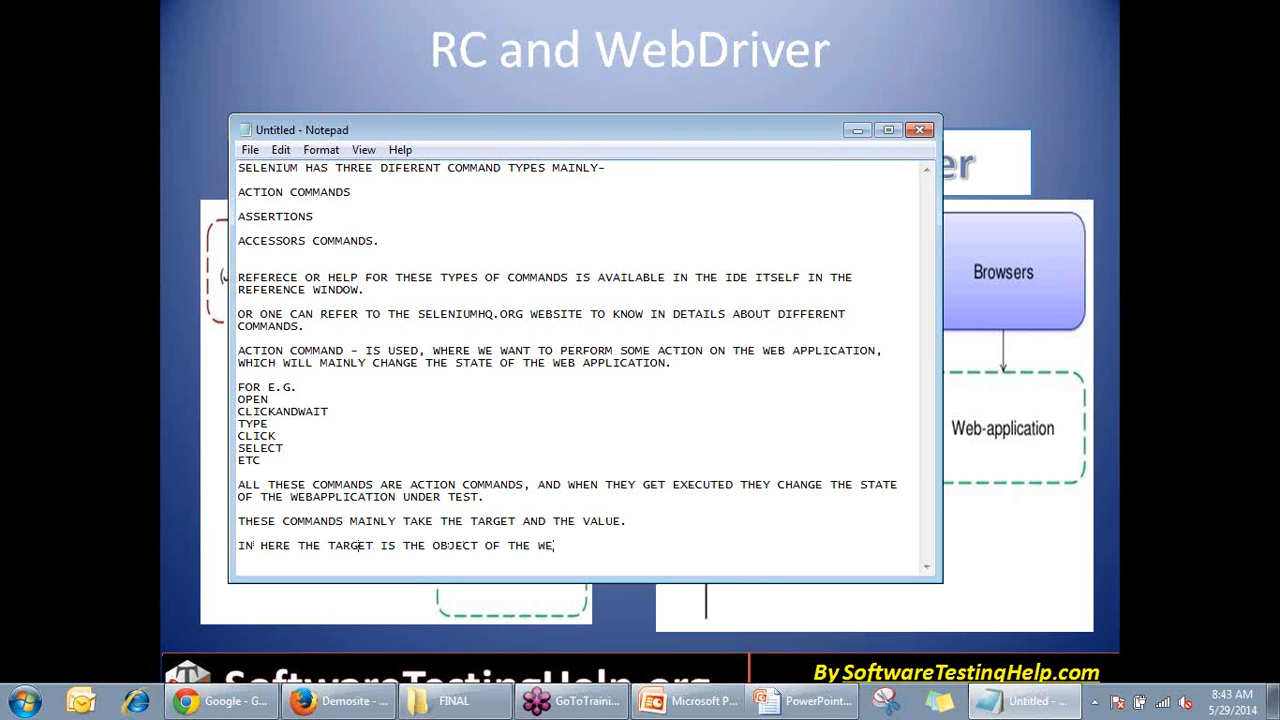 RC and WebDriver
er
Untitled - Notepad
File Edit Format View Help
SELENIUM HAS THREE DIFERENT COMMAND TYPES MAINLY-
ACTION COMMANDS
ASSERTIONS
ACCESSORS COMMANDS.
REFERECE OR HELP FOR THESE TYPES OF COMMANDS IS AVAILABLE IN THE IDE ITSELF IN THE
REFERENCE WINDOW.
OR ONE CAN REFER TO THE SELENIUMHQ.ORG WEBSITE TO KNOW IN DETAILS ABOUT DIFFERENT
COMMANDS.
ACTION COMMAND - IS USED, WHERE WE WANT TO PERFORM SOME ACTION ON THE WEB APPLICATION,
WHICH WILL MAINLY CHANGE THE STATE OF THE WEB APPLICATION.
FOR E.G.
OPEN
CLICKANDWAIT
TYPE
CLICK
SELECT
ETC
ALL THESE COMMANDS ARE ACTION COMMANDS, AND WHEN THEY GET EXECUTED THEY CHANGE THE STATE
OF THE WEBAPPLICATION UNDER TEST.
THESE COMMANDS MAINLY TAKE THE TARGET AND THE VALUE.
IN HERE THE TARGET IS THE OBJECT OF THE WE
Browsers
Web-application
SoftwareTestingHelp.org
By SoftwareTestingHelp.com
Google - G...
Demosite - ...
FINAL
GoToTraini...
Microsoft P...
PowerPoint...
Untitled - ...
8:43 AM
5/29/2014